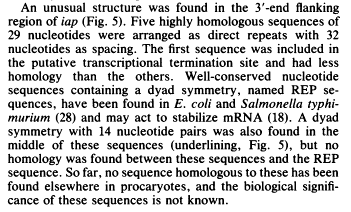 An unusual structure was found in the 3'-end flanking
region of iap (Fig. 5). Five highly homologous sequences of
29 nucleotides were arranged as direct repeats with 32
nucleotides as spacing. The first sequence was included in
the putative transcriptional termination site and had less
homology than the others. Well-conserved nucleotide
sequences containing a dyad symmetry, named REP se-
quences, have been found in E. coli and Salmonella typhi-
murium (28) and may act to stabilize mRNA (18). A dyad
symmetry with 14 nucleotide pairs was also found in the
middle of these sequences (underlining, Fig. 5), but no
homology was found between these sequences and the REP
sequence. So far, no sequence homologous to these has been
found elsewhere in procaryotes, and the biological signifi-
cance of these sequences is not known.